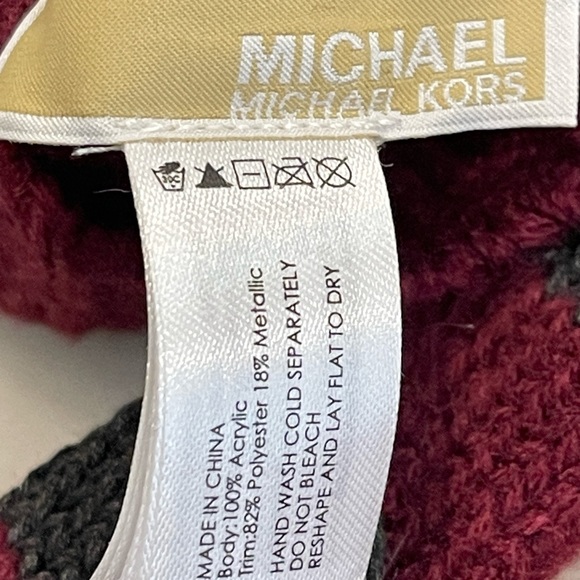 MICHAEL
MICHAEL KORS
30°C
MADE IN CHINA
Body:100% Acrylic
Trim:82% Polyester 18% Metallic
HAND WASH COLD SEPARATELY
DO NOT BLEACH
RESHAPE AND LAY FLAT TO DRY